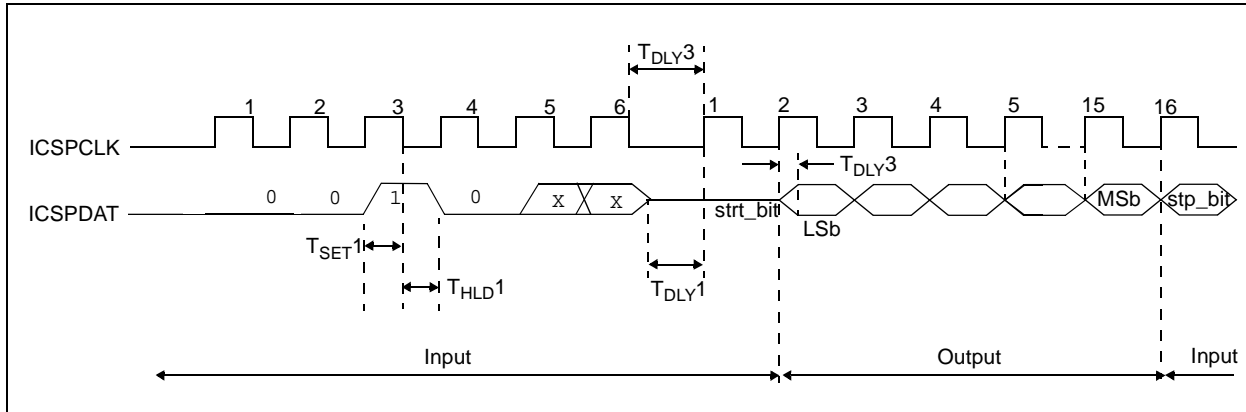 TDLY3
1 2 3 4 5 6 1 2 3 4 5 15 16
ICSPCLK
TDLY3
ICSPDAT 0 0 1 0 x x strt_bit LSb MSb stp_bit
TSET1
THLD1
TDLY1
Input Output Input